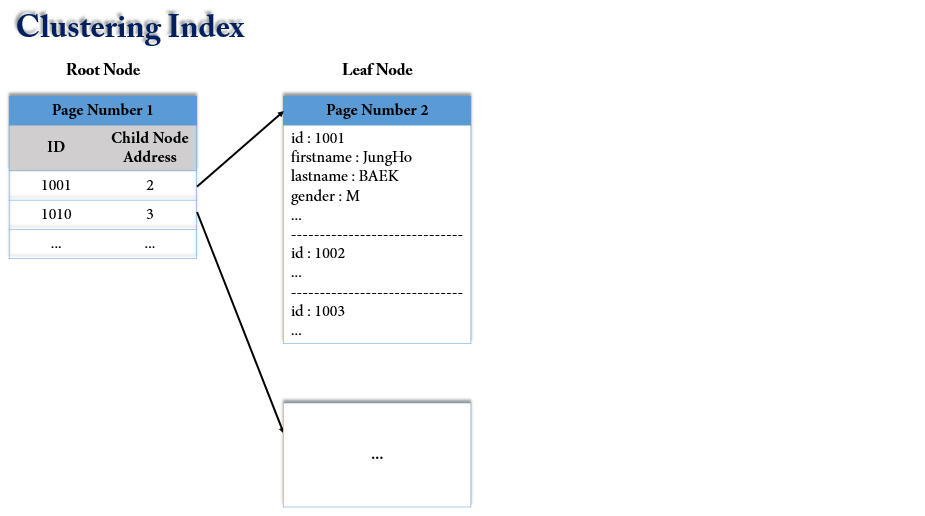 Clustering Index
Root Node
Page Number 1
ID
Child Node
Address
1001 2
1010 3
... ...
Leaf Node
Page Number 2
id : 1001
firstname : JungHo
lastname : BAEK
gender : M
...
------------------------------
id : 1002
...
------------------------------
id : 1003
...
...